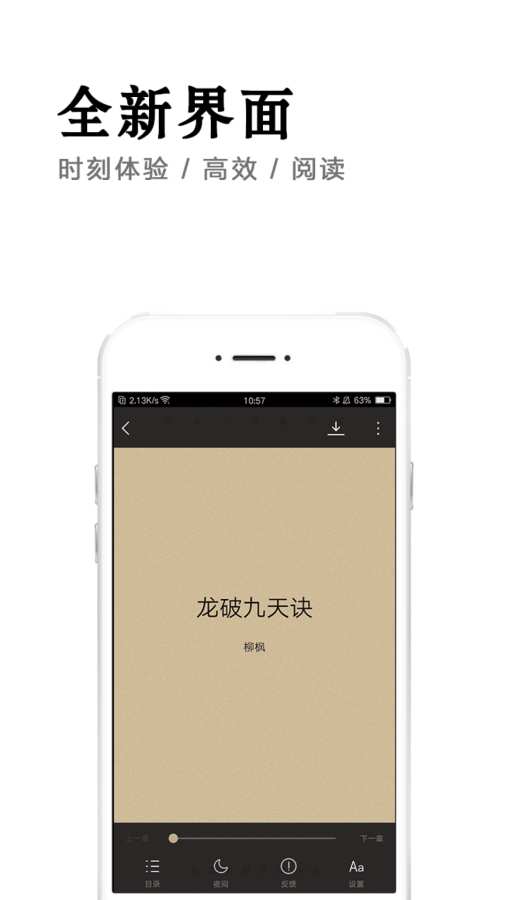 全新界面
时刻体验 / 高效 / 阅读
2.13K/s 10:57 63%
龙破九天诀
柳枫
上一章 下一章
目录 夜间 反馈 Aa 设置